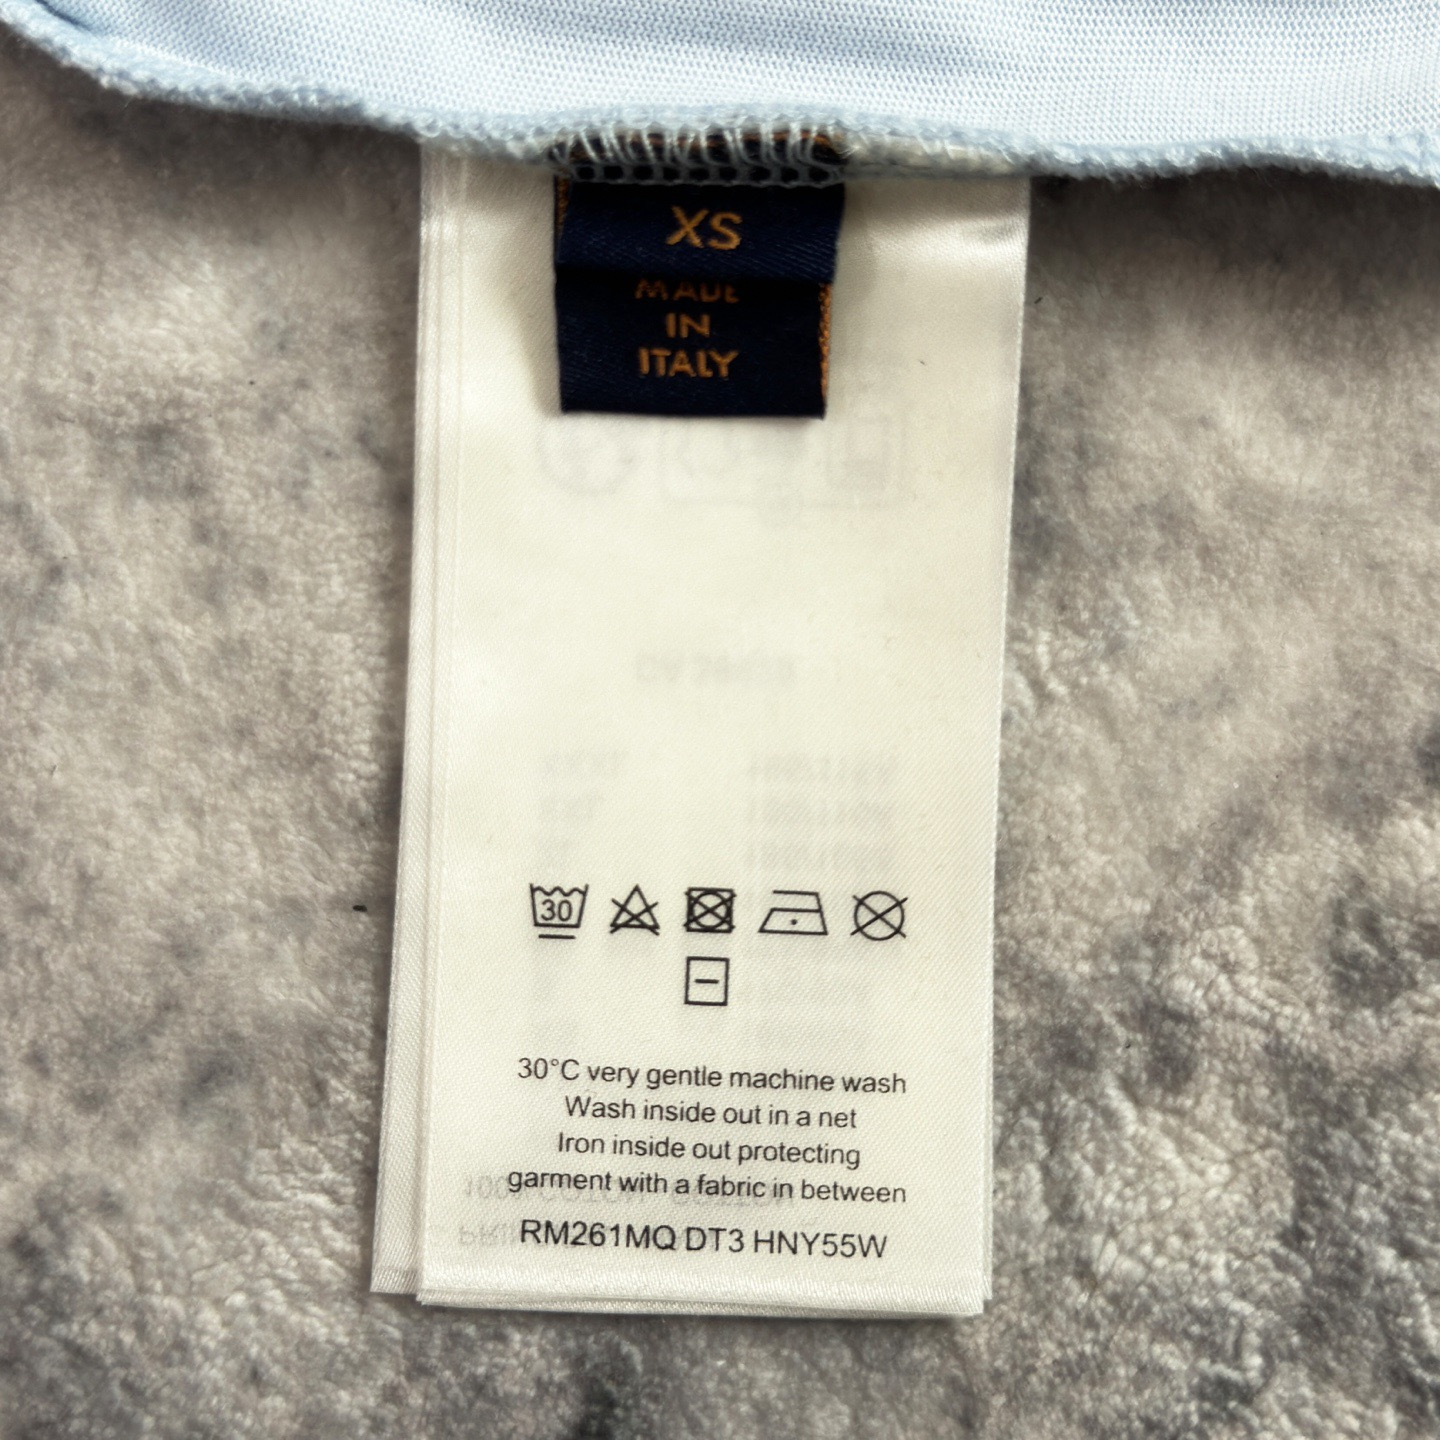 XS
MADE
IN
ITALY
30
30°C very gentle machine wash
Wash inside out in a net
Iron inside out protecting
garment with a fabric in between
RM261MQ DT3 HNY55W